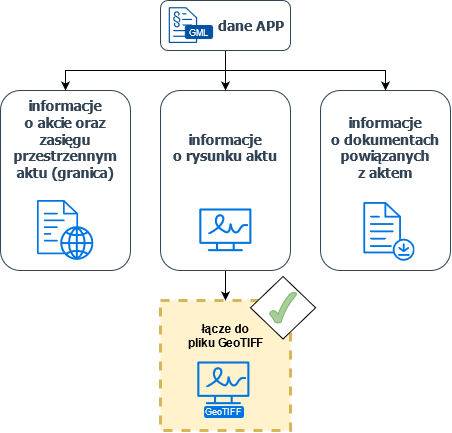 §
GML
dane APP
informacje
o akcie oraz
zasięgu
przestrzennym
aktu (granica)
informacje
o rysunku aktu
informacje
o dokumentach
powiązanych
z aktem
łącze do
pliku GeoTIFF
GeoTIFF